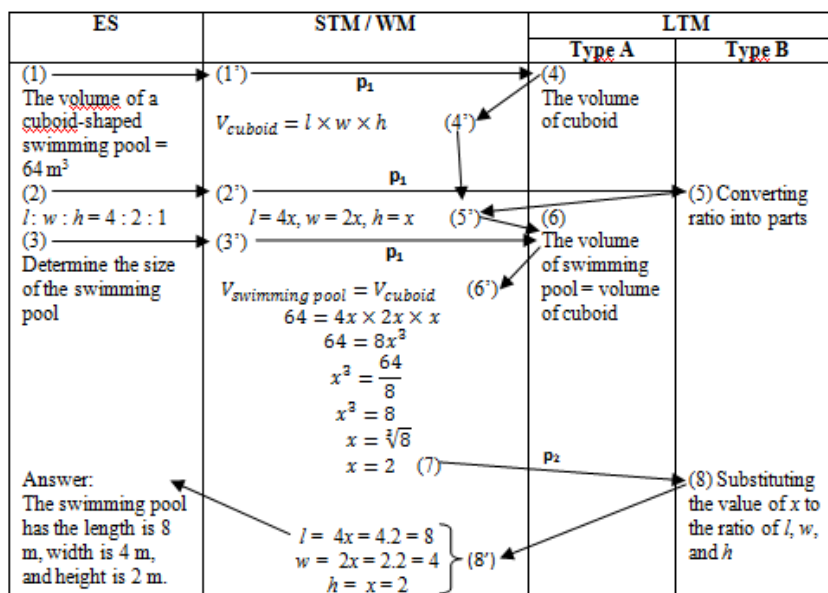 ES STM / WM LTM
Type A Type B
(1) (1') p₁ (4)
The volume of a
cuboid-shaped
swimming pool =
64 m³
V_cuboid = l × w × h (4')
The volume
of cuboid
(2) (2') p₁ (5) Converting
ratio into parts
l : w : h = 4 : 2 : 1 l = 4x, w = 2x, h = x (5') (6)
(3) (3') p₁
Determine the size
of the swimming
pool
The volume
of swimming
pool = volume
of cuboid
V_swimming pool = V_cuboid (6')
64 = 4x × 2x × x
64 = 8x³
x³ = 64/8
x³ = 8
x = ∛8
x = 2 (7) p₂
(8) Substituting
the value of x to
the ratio of l, w,
and h
Answer:
The swimming pool
has the length is 8
m, width is 4 m,
and height is 2 m.
l = 4x = 4.2 = 8
w = 2x = 2.2 = 4 (8')
h = x = 2